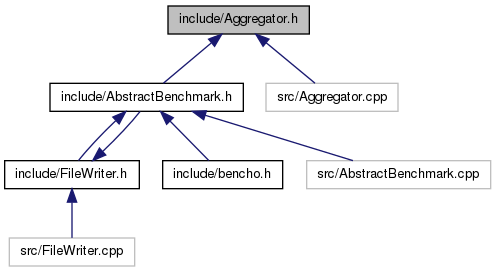 include/Aggregator.h
include/AbstractBenchmark.h
src/Aggregator.cpp
include/FileWriter.h
include/bencho.h
src/AbstractBenchmark.cpp
src/FileWriter.cpp